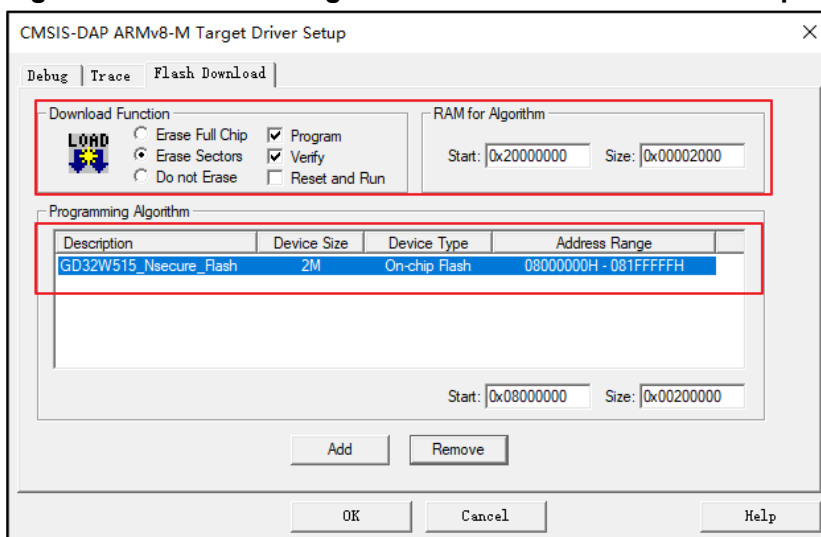 CMSIS-DAP ARMv8-M Target Driver Setup
Debug Trace Flash Download
Download Function
RAM for Algorithm
LOAD
Erase Full Chip Program
Erase Sectors Verify
Do not Erase Reset and Run
Start: 0x20000000 Size: 0x00002000
Programming Algorithm
Description Device Size Device Type Address Range
GD32W515_Nsecure_Flash 2M On-chip Flash 08000000H - 081FFFFFH
Start: 0x08000000 Size: 0x00200000
Add Remove
OK Cancel Help